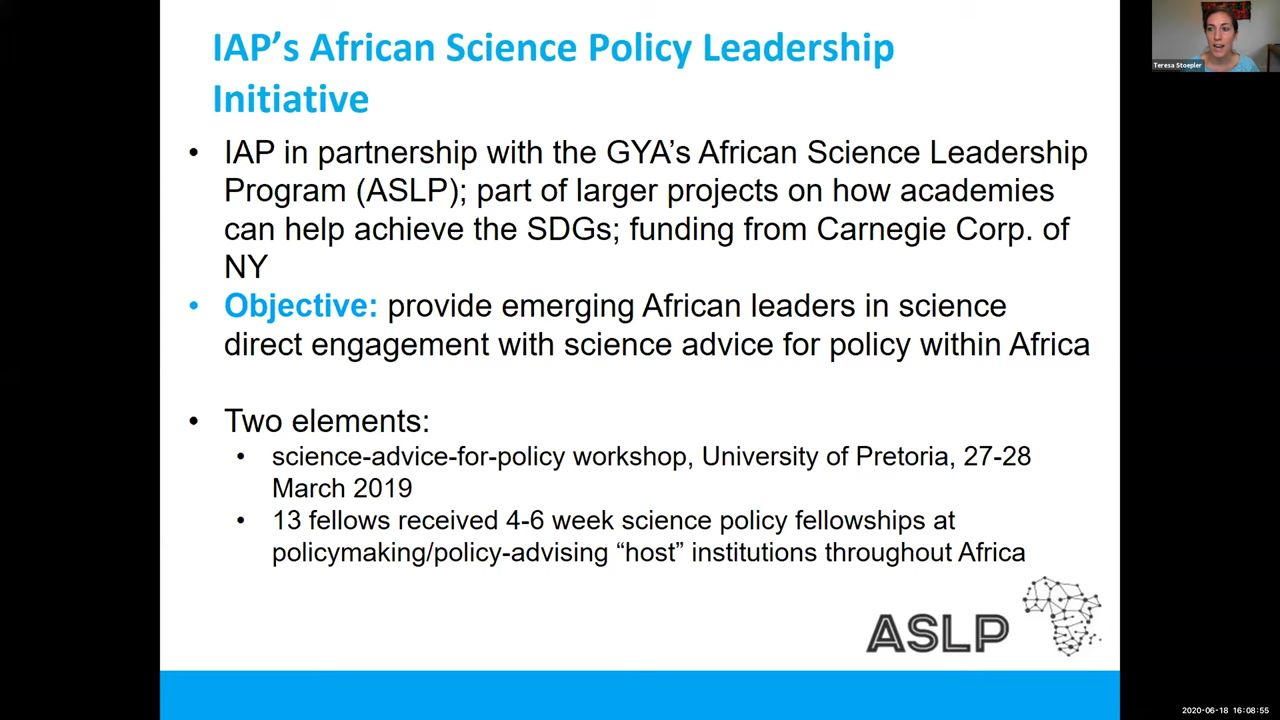 IAP’s African Science Policy Leadership
Initiative
• IAP in partnership with the GYA’s African Science Leadership
Program (ASLP); part of larger projects on how academies
can help achieve the SDGs; funding from Carnegie Corp. of
NY
• Objective: provide emerging African leaders in science
direct engagement with science advice for policy within Africa
• Two elements:
• science-advice-for-policy workshop, University of Pretoria, 27-28
March 2019
• 13 fellows received 4-6 week science policy fellowships at
policymaking/policy-advising “host” institutions throughout Africa
ASLP
Teresa Stoepler
2020-06-18 16:08:55